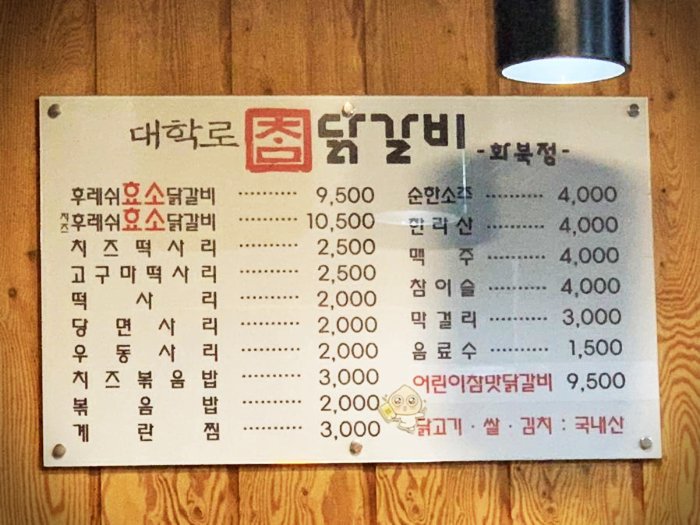 대학로 참 닭갈비 -화북점-
후레쉬효소닭갈비 ·········· 9,500
치즈 후레쉬효소닭갈비 ·········· 10,500
치즈떡사리 ·········· 2,500
고구마떡사리 ·········· 2,500
떡사리 ·········· 2,000
당면사리 ·········· 2,000
우동사리 ·········· 2,000
치즈볶음밥 ·········· 3,000
볶음밥 ·········· 2,000
계란찜 ·········· 3,000
순한소주 ·········· 4,000
한라산 ·········· 4,000
맥주 ·········· 4,000
참이슬 ·········· 4,000
막걸리 ·········· 3,000
음료수 ·········· 1,500
어린이참맛닭갈비 9,500
닭고기 · 쌀 · 김치 : 국내산